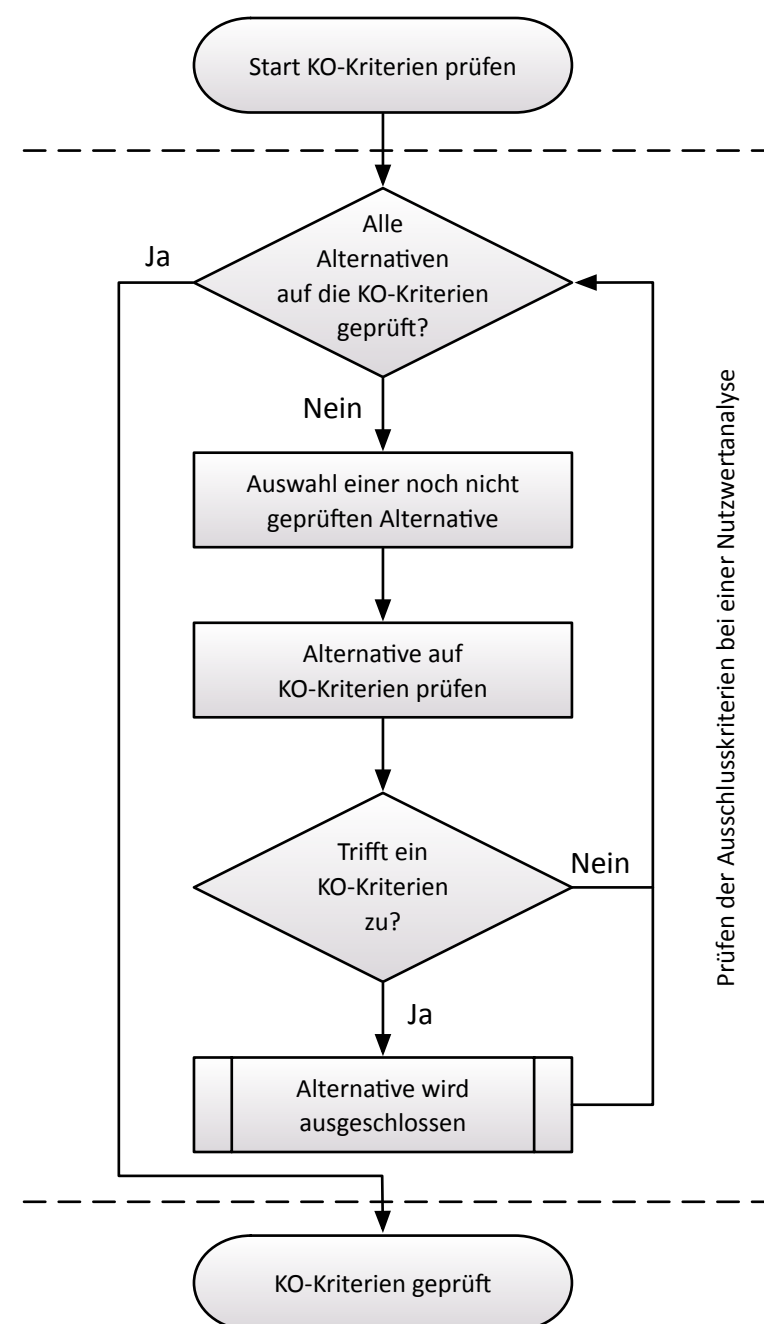 Start KO-Kriterien prüfen
Alle
Alternativen
auf die KO-Kriterien
geprüft?
Ja
Nein
Auswahl einer noch nicht
geprüften Alternative
Alternative auf
KO-Kriterien prüfen
Trifft ein
KO-Kriterien
zu?
Nein
Ja
Alternative wird
ausgeschlossen
KO-Kriterien geprüft
Prüfen der Ausschlusskriterien bei einer Nutzwertanalyse